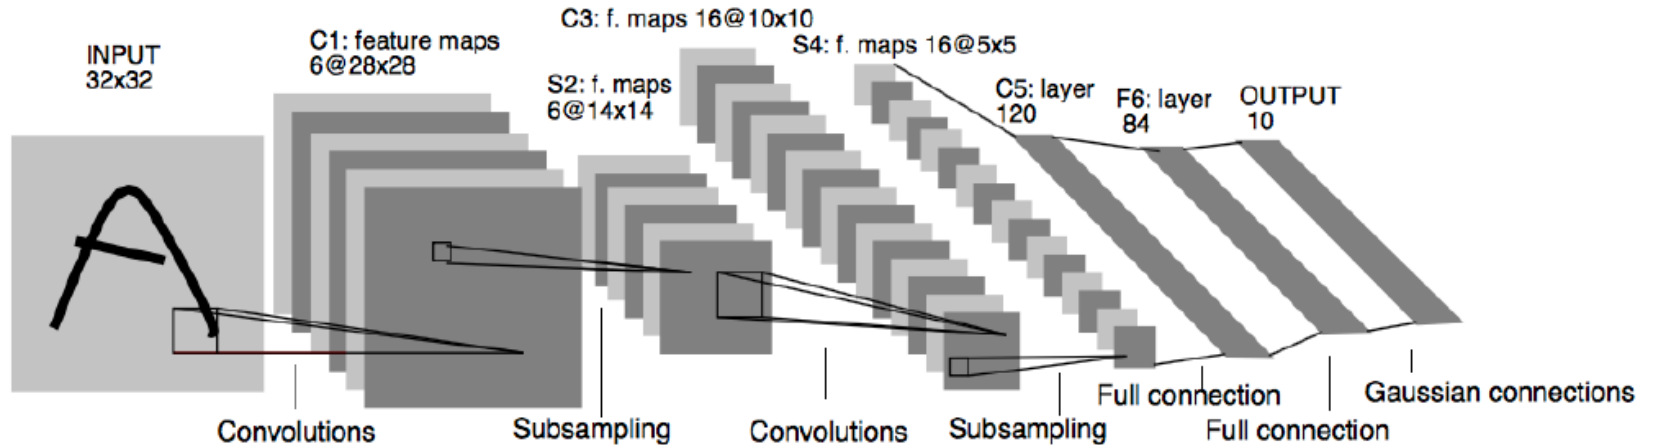 INPUT
32x32
C1: feature maps
6@28x28
S2: f. maps
6@14x14
C3: f. maps 16@10x10
S4: f. maps 16@5x5
C5: layer
120
F6: layer
84
OUTPUT
10
Convolutions
Subsampling
Convolutions
Subsampling
Full connection
Full connection
Gaussian connections